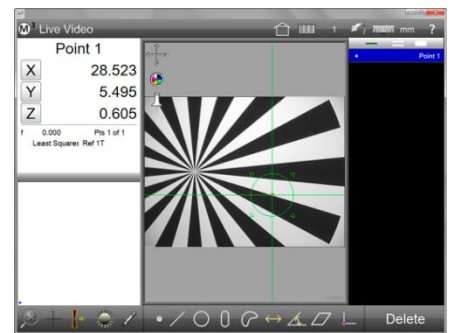 M3 Live Video
1
mm
?
Point 1
X 28.523
Y 5.495
Z 0.605
f 0.000 Pts 1 of 1
Least Squares Ref 1T
Point 1
Delete